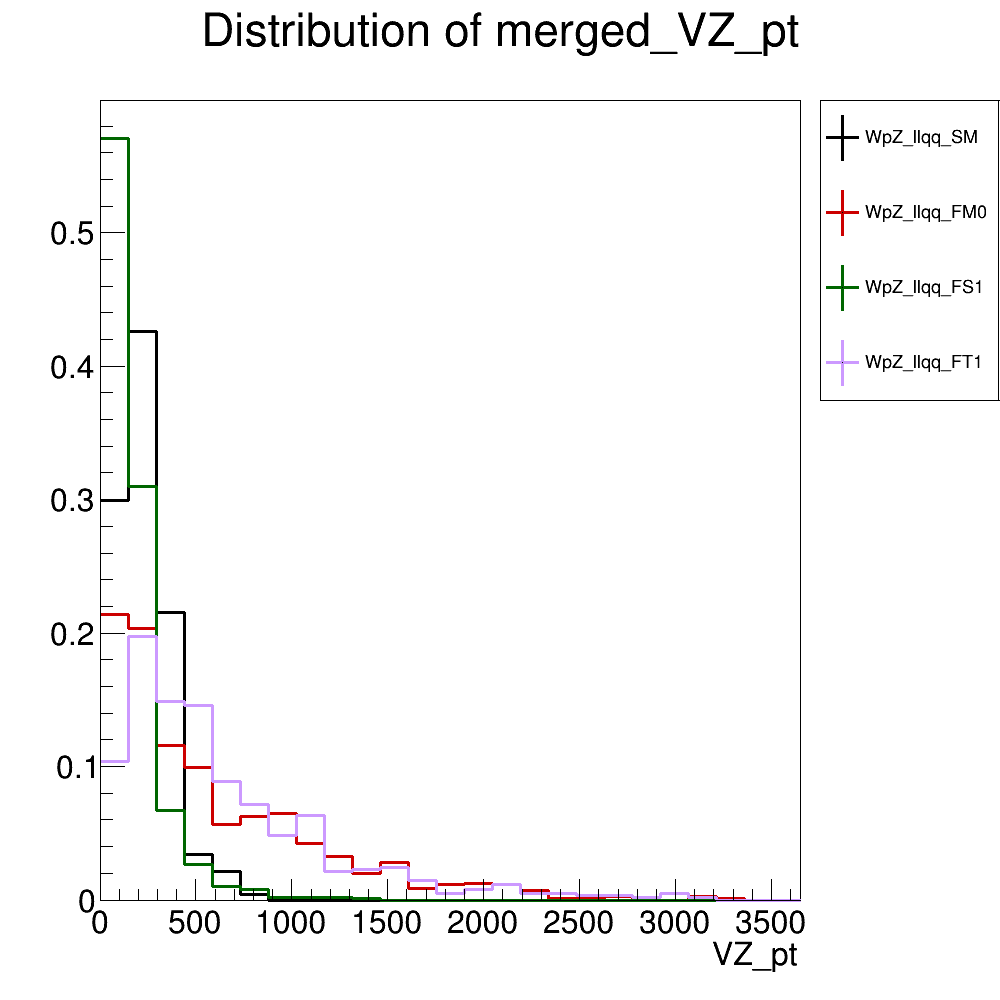 Distribution of merged_VZ_pt
WpZ_llqq_SM
WpZ_llqq_FM0
WpZ_llqq_FS1
WpZ_llqq_FT1
0.5
0.4
0.3
0.2
0.1
0
0 500 1000 1500 2000 2500 3000 3500
VZ_pt